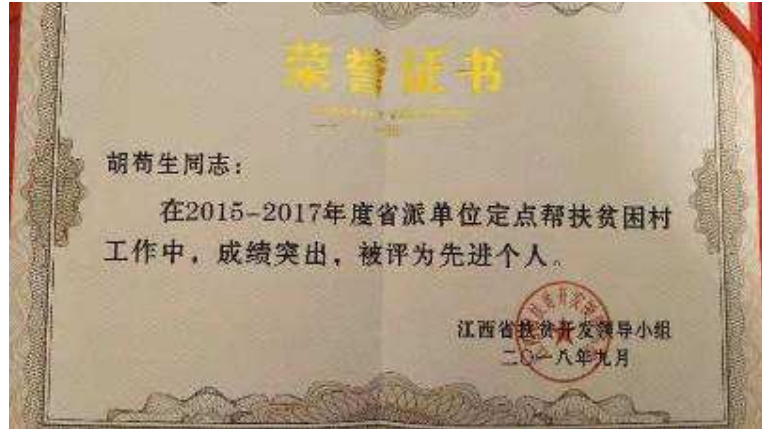 荣誉证书
胡苟生同志：
在2015-2017年度省派单位定点帮扶贫困村
工作中，成绩突出，被评为先进个人。
江西省扶贫开发领导小组
二〇一八年九月